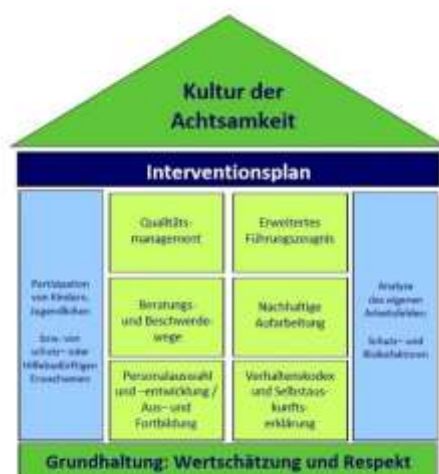 Kultur der
Achtsamkeit
Interventionsplan
Partizipation
von Kindern,
Jugendlichen
bzw. von
schutz- oder
hilfebedürftigen
Erwachsenen
Qualitäts-
management
Erweitertes
Führungszeugnis
Beratungs-
und Beschwerde-
wege
Nachhaltige
Aufarbeitung
Personalauswahl
und -entwicklung /
Aus- und
Fortbildung
Verhaltenskodex
und Selbstaus-
kunfts-
erklärung
Analyse
des eigenen
Arbeitsfeldes:
Schutz- und
Risikofaktoren
Grundhaltung: Wertschätzung und Respekt